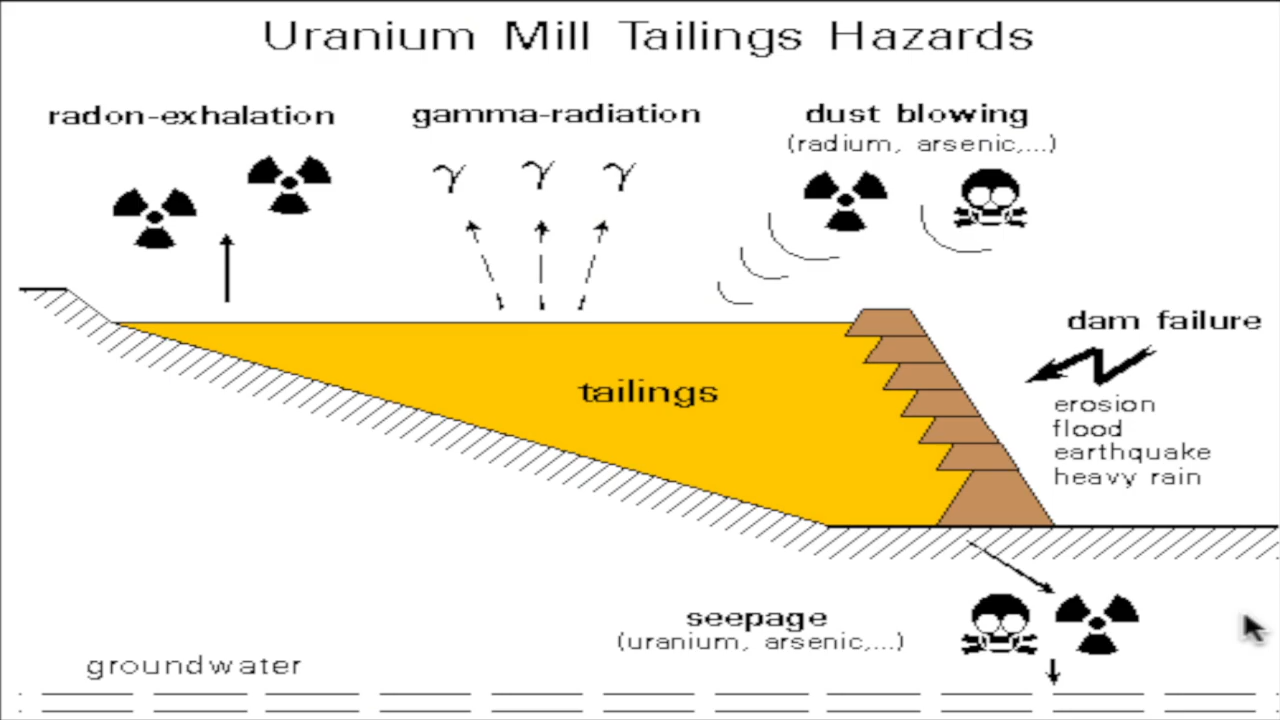 Uranium Mill Tailings Hazards
radon-exhalation
gamma-radiation
dust blowing
(radium, arsenic,...)
γ γ γ
dam failure
erosion
flood
earthquake
heavy rain
tailings
seepage
(uranium, arsenic,...)
groundwater